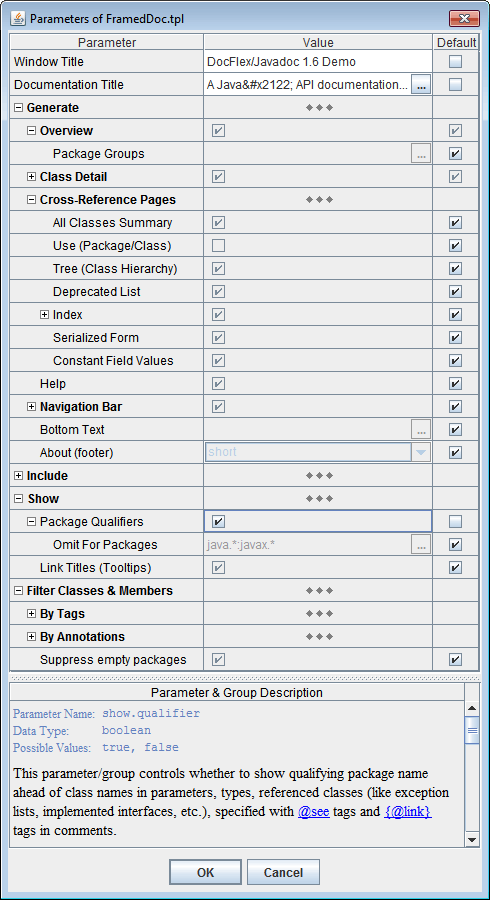 Parameters of FramedDoc.tpl
Parameter Value Default
Window Title DocFlex/Javadoc 1.6 Demo
Documentation Title A Java&#x2122; API documentation... ...
Generate
Overview
Package Groups ...
Class Detail
Cross-Reference Pages
All Classes Summary
Use (Package/Class)
Tree (Class Hierarchy)
Deprecated List
Index
Serialized Form
Constant Field Values
Help
Navigation Bar
Bottom Text ...
About (footer) short
Include
Show
Package Qualifiers
Omit For Packages java.*:javax.* ...
Link Titles (Tooltips)
Filter Classes & Members
By Tags
By Annotations
Suppress empty packages
Parameter & Group Description
Parameter Name: show.qualifier
Data Type: boolean
Possible Values: true, false
This parameter/group controls whether to show qualifying package name
ahead of class names in parameters, types, referenced classes (like exception
lists, implemented interfaces, etc.), specified with @see tags and {@link}
tags in comments.
OK Cancel